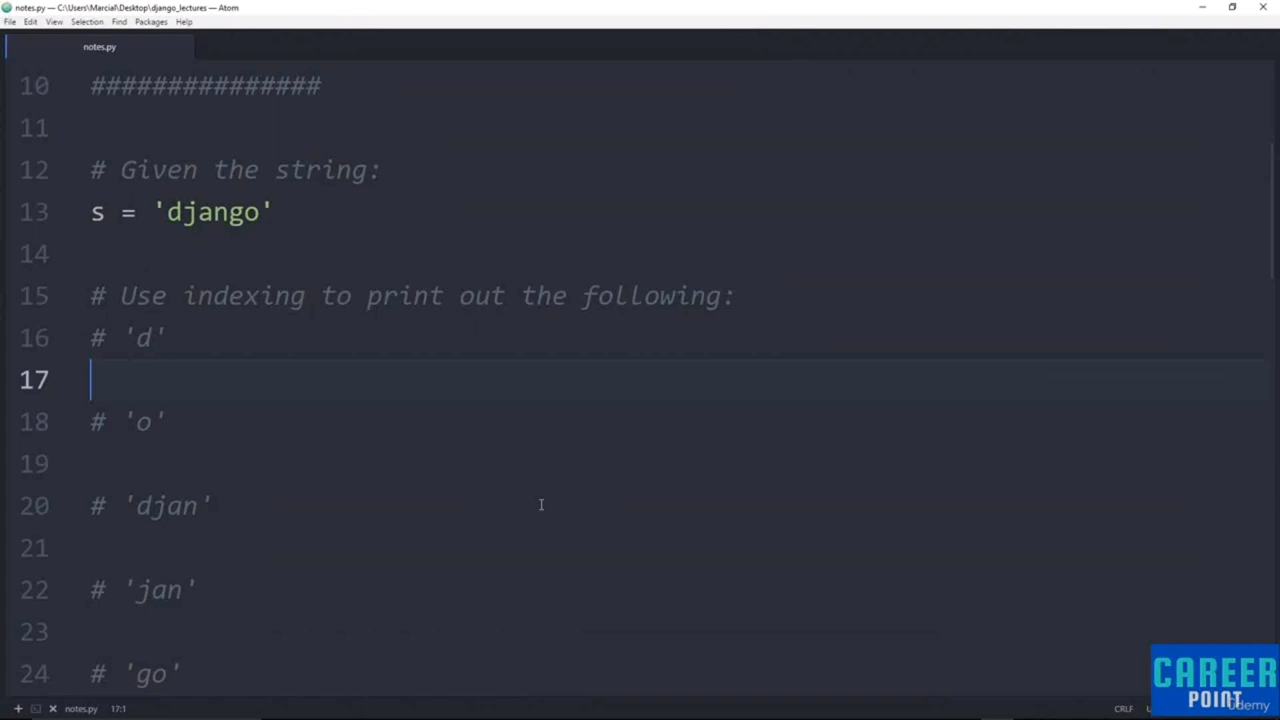 notes.py — C:\Users\Marcial\Desktop\django_lectures — Atom
File Edit View Selection Find Packages Help
notes.py
10 ###############
11
12 # Given the string:
13 s = 'django'
14
15 # Use indexing to print out the following:
16 # 'd'
17
18 # 'o'
19
20 # 'djan'
21
22 # 'jan'
23
24 # 'go'
CAREER
POINT
Udemy
notes.py 17:1
CRLF